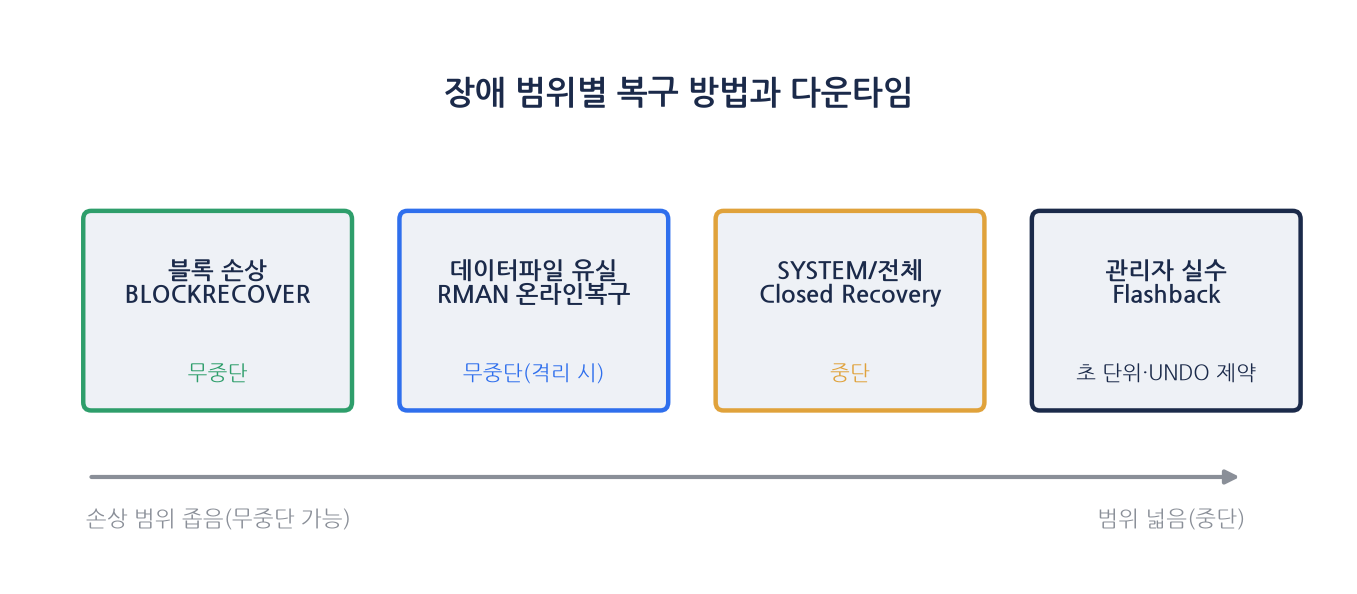 장애 범위별 복구 방법과 다운타임
블록 손상
BLOCKRECOVER
무중단
데이터파일 유실
RMAN 온라인복구
무중단(격리 시)
SYSTEM/전체
Closed Recovery
중단
관리자 실수
Flashback
초 단위·UNDO 제약
손상 범위 좁음(무중단 가능)
범위 넓음(중단)